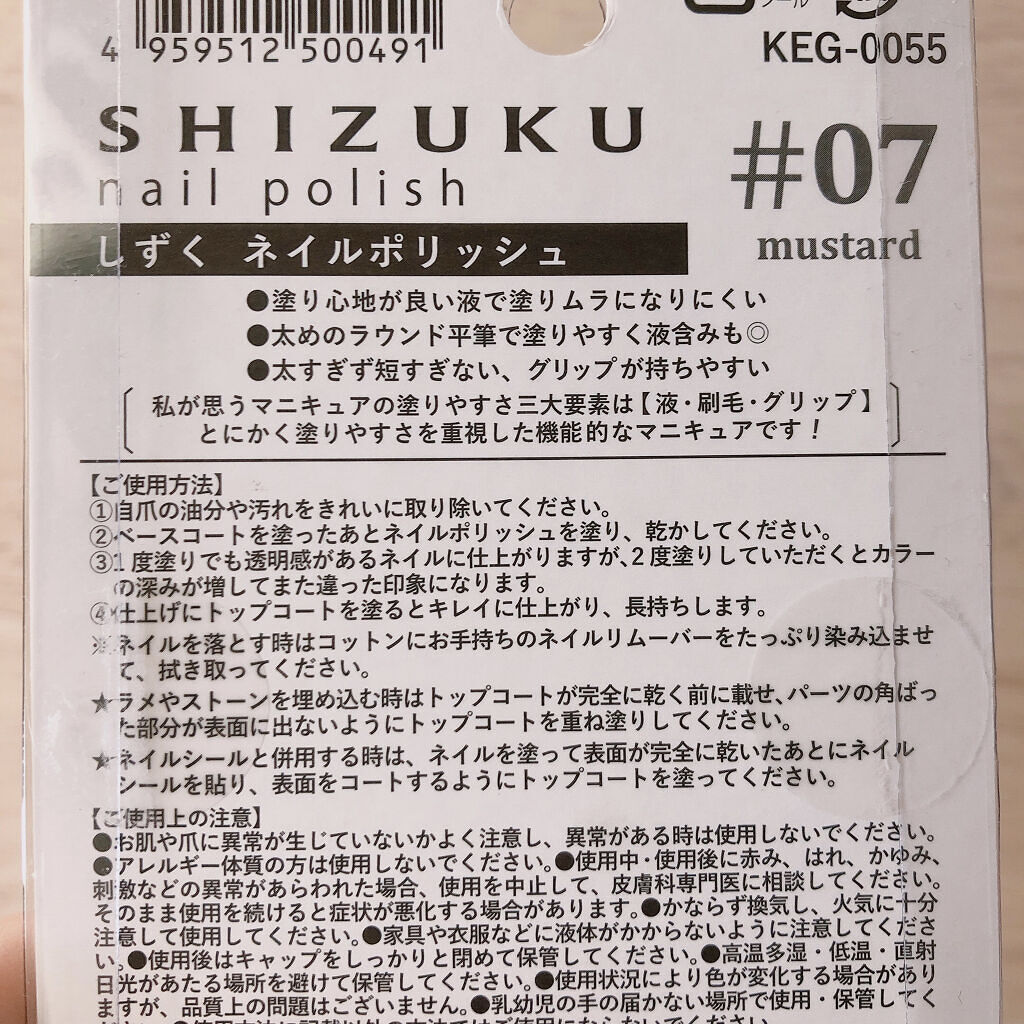 4 959512 500491
KEG-0055
SHIZUKU
nail polish
#07
mustard
しずく ネイルポリッシュ
●塗り心地が良い液で塗りムラになりにくい
●太めのラウンド平筆で塗りやすく液含みも◎
●太すぎず短すぎない、グリップが持ちやすい
私が思うマニキュアの塗りやすさ三大要素は【液・刷毛・グリップ】
とにかく塗りやすさを重視した機能的なマニキュアです!
【ご使用方法】
①自爪の油分や汚れをきれいに取り除いてください。
②ベースコートを塗ったあとネイルポリッシュを塗り、乾かしてください。
③1度塗りでも透明感があるネイルに仕上がりますが、2度塗りしていただくとカラー
の深みが増してまた違った印象になります。
④仕上げにトップコートを塗るとキレイに仕上がり、長持ちします。
※ネイルを落とす時はコットンにお手持ちのネイルリムーバーをたっぷり染み込ませ
て、拭き取ってください。
★ラメやストーンを埋め込む時はトップコートが完全に乾く前に載せ、パーツの角ばっ
た部分が表面に出ないようにトップコートを重ね塗りしてください。
★ネイルシールと併用する時は、ネイルを塗って表面が完全に乾いたあとにネイル
シールを貼り、表面をコートするようにトップコートを塗ってください。
【ご使用上の注意】
●お肌や爪に異常が生じていないかよく注意し、異常がある時は使用しないでください。
●アレルギー体質の方は使用しないでください。●使用中・使用後に赤み、はれ、かゆみ、
刺激などの異常があらわれた場合、使用を中止して、皮膚科専門医に相談してください。
そのまま使用を続けると症状が悪化する場合があります。●かならず換気し、火気に十分
注意して使用してください。●家具や衣服などに液体がかからないように注意してくださ
い。●使用後はキャップをしっかりと閉めて保管してください。●高温多湿・低温・直射
日光があたる場所を避けて保管してください。●使用状況により色が変化する場合があり
ますが、品質上の問題はございません。●乳幼児の手の届かない場所で使用・保管してく